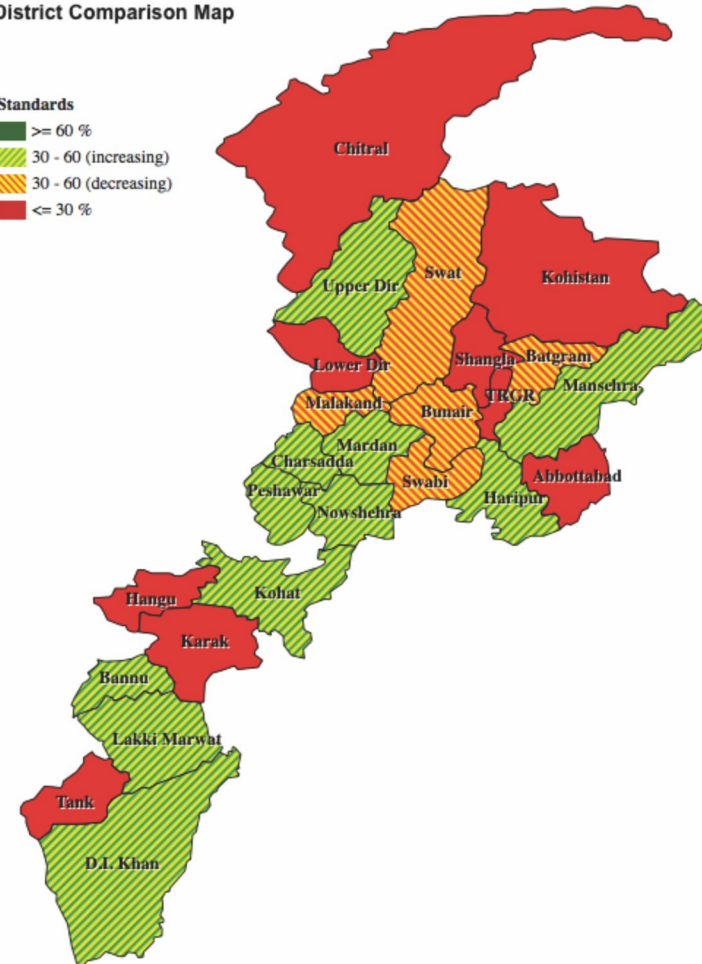 District Comparison Map
Standards
>= 60 %
30 - 60 (increasing)
30 - 60 (decreasing)
<= 30 %
Chitral
Swat
Kohistan
Upper Dir
Lower Dir
Shangla
Batgram
Mansehra
TRGR
Malakand
Bunair
Mardan
Charsadda
Abbottabad
Swabi
Peshawar
Haripur
Nowshehra
Kohat
Hangu
Karak
Bannu
Lakki Marwat
Tank
D.I. Khan